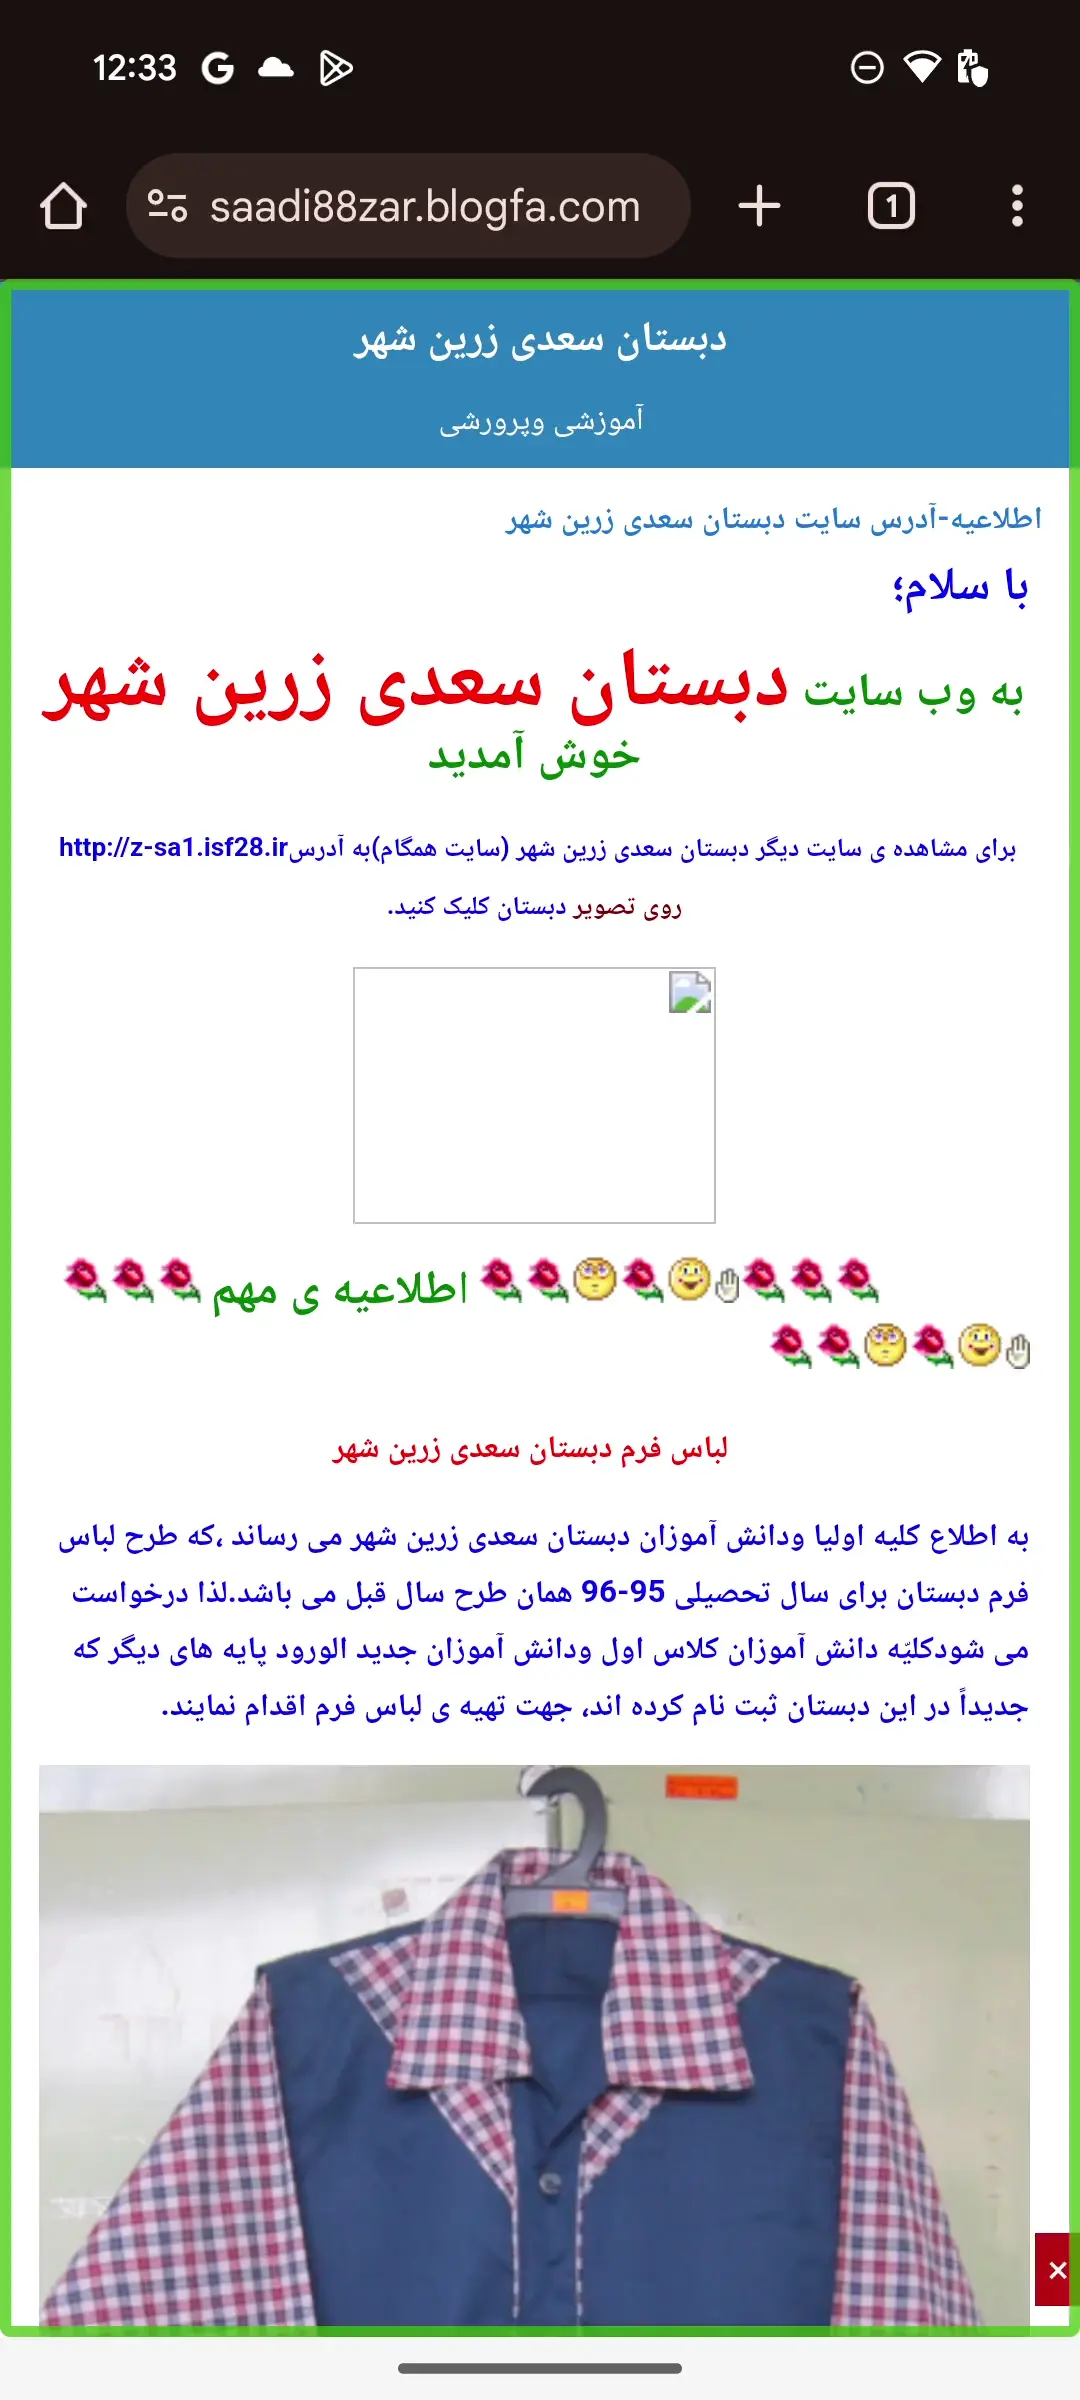 12:33
saadi88zar.blogfa.com
1
دبستان سعدی زرین شهر
آموزشی وپرورشی
اطلاعیه-آدرس سایت دبستان سعدی زرین شهر
با سلام؛
به وب سایت دبستان سعدی زرین شهر
خوش آمدید
برای مشاهده ی سایت دیگر دبستان سعدی زرین شهر (سایت همگام)به آدرسhttp://z-sa1.isf28.ir
روی تصویر دبستان کلیک کنید.
اطلاعیه ی مهم
لباس فرم دبستان سعدی زرین شهر
به اطلاع کلیه اولیا ودانش آموزان دبستان سعدی زرین شهر می رساند ،که طرح لباس
فرم دبستان برای سال تحصیلی 95-96 همان طرح سال قبل می باشد.لذا درخواست
می شودکلیّه دانش آموزان کلاس اول ودانش آموزان جدید الورود پایه های دیگر که
جدیداً در این دبستان ثبت نام کرده اند، جهت تهیه ی لباس فرم اقدام نمایند.